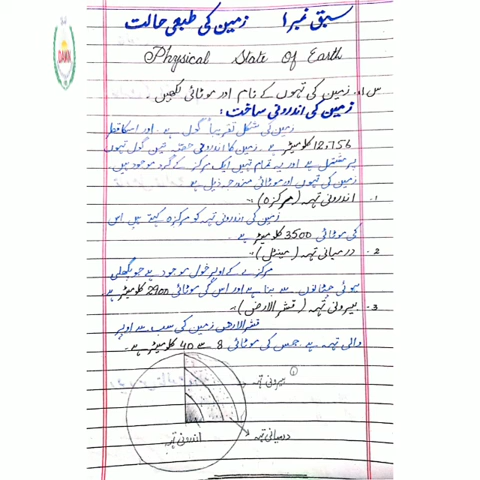 DAWN
سبق نمبر 1 زمین کی طبعی حالت
Physical State Of Earth
س1. زمین کی تہوں کے نام اور موٹائی لکھیں۔
زمین کی اندرونی ساخت:
زمین کی شکل تقریباً گول ہے۔ اور اسکا قطر
12,756 کلومیٹر ہے۔ زمین کا اندرونی حصہ تین گول تہوں
پر مشتمل ہے اور یہ تمام تہیں ایک مرکز کے گرد موجود ہیں
زمین کی تہوں اور موٹائی مندرجہ ذیل ہے
1. اندرونی تہہ (مرکزہ):-
زمین کی اندرونی تہہ کو مرکزہ کہتے ہیں اس
کی موٹائی 3500 کلومیٹر ہے۔
2. درمیانی تہہ (مینٹل):-
مرکزے کے اوپر خول موجود ہے جو پگھلی
ہوئی چٹانوں سے بنا ہے اور اس کی موٹائی 2900 کلومیٹر ہے
3. بیرونی تہہ (قشر الارض):-
قشر الارض زمین کی سب سے اوپر
والی تہہ ہے جس کی موٹائی 8 سے 40 کلومیٹر ہے۔
بیرونی تہہ
اندرونی تہہ
درمیانی تہہ